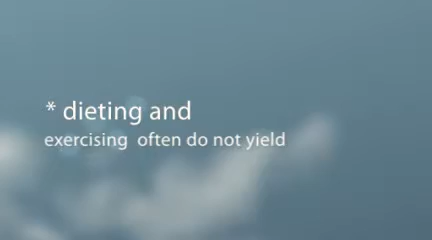 * dieting and
exercising often do not yield